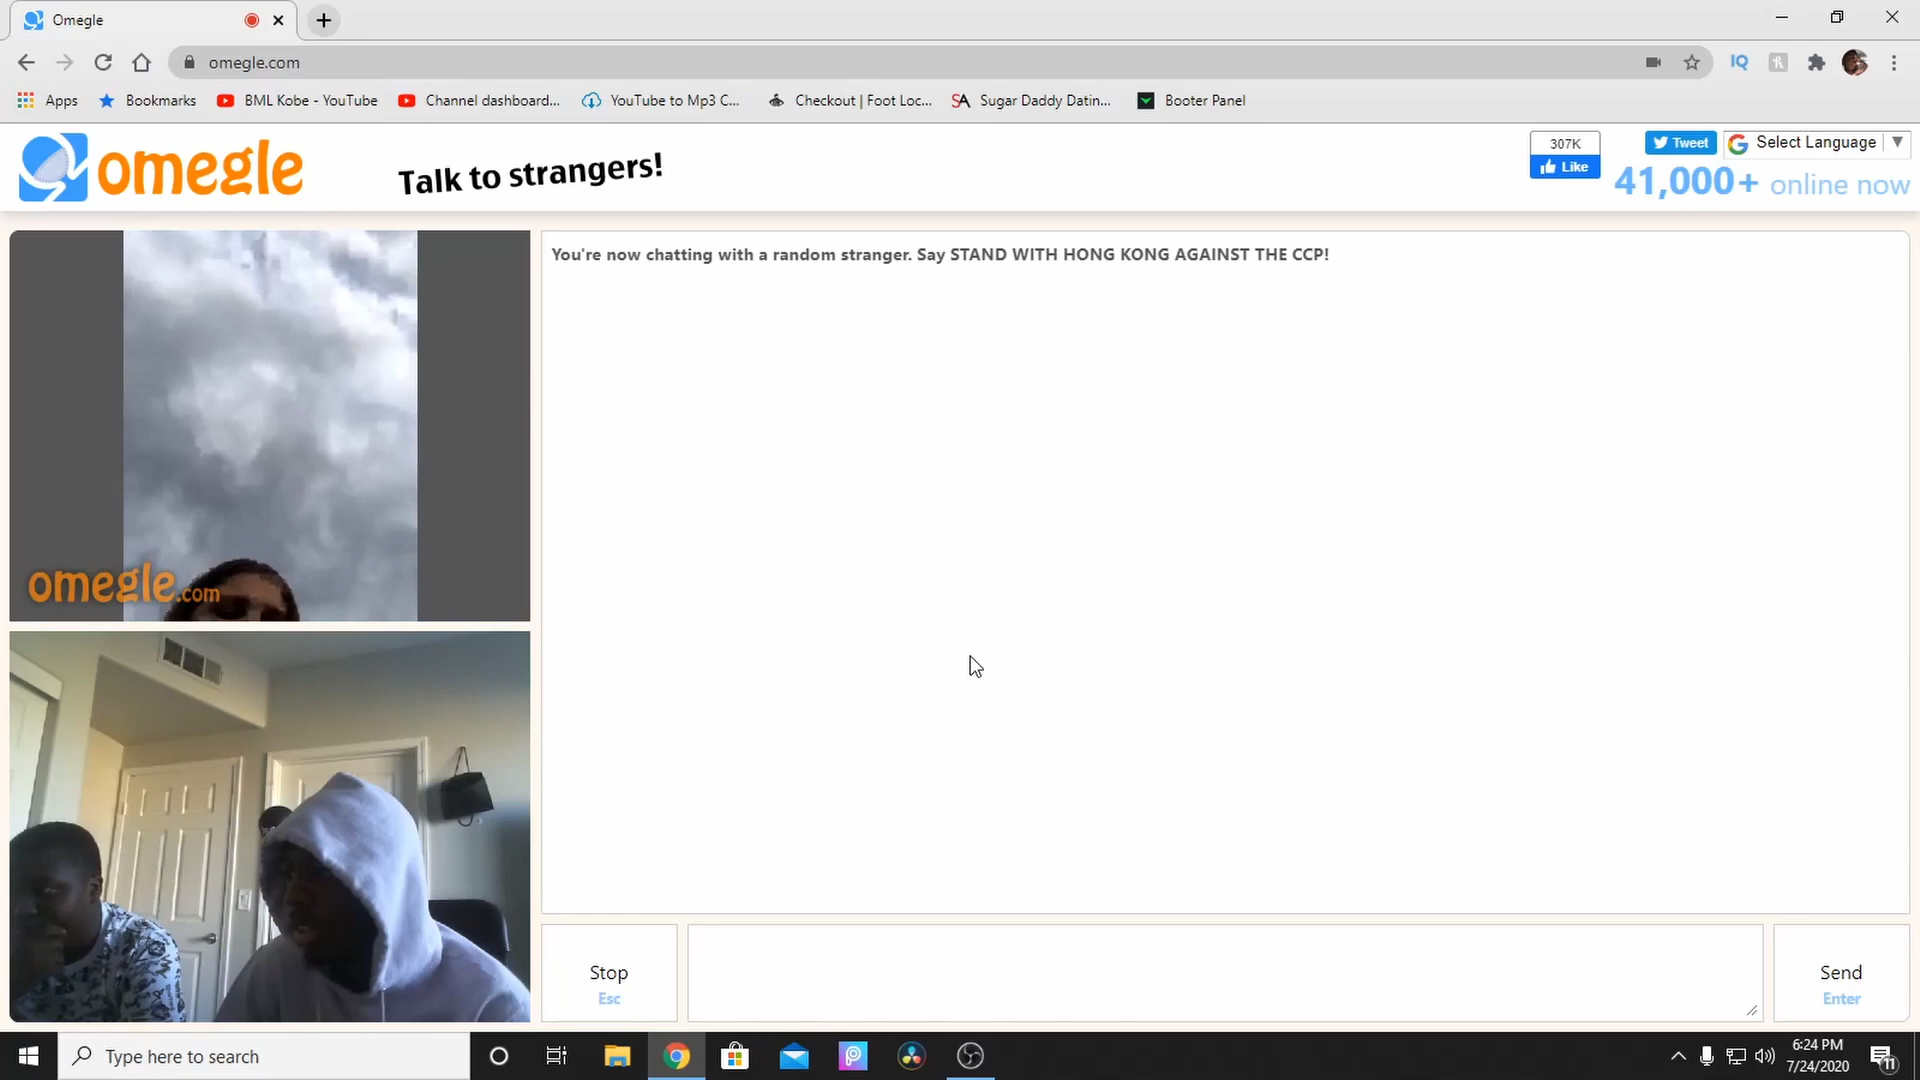 Omegle
omegle.com
Apps
Bookmarks
BML Kobe - YouTube
Channel dashboard...
YouTube to Mp3 C...
Checkout | Foot Loc...
SA
Sugar Daddy Datin...
Booter Panel
IQ
omegle
Talk to strangers!
307K
Like
Tweet
G
Select Language
41,000+ online now
You're now chatting with a random stranger. Say STAND WITH HONG KONG AGAINST THE CCP!
omegle.com
Stop
Esc
Send
Enter
Type here to search
6:24 PM
7/24/2020
11